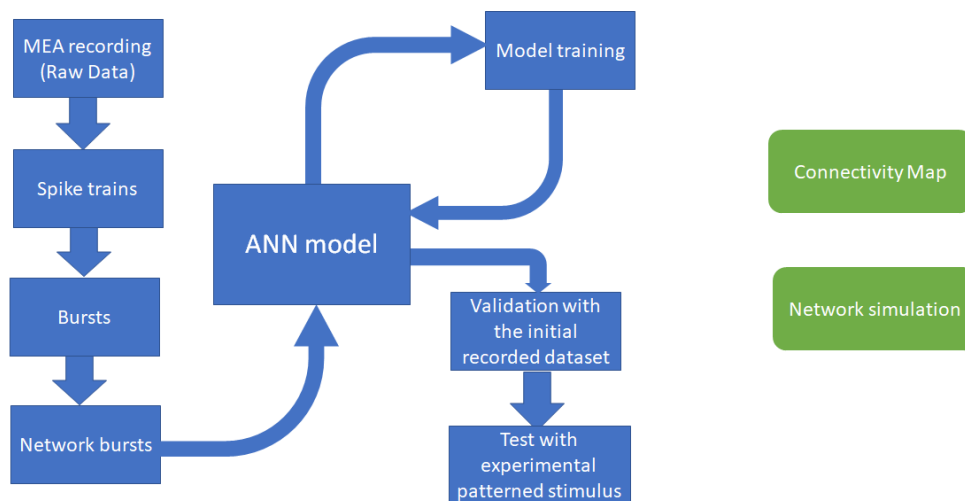 MEA recording
(Raw Data)
Spike trains
Bursts
Network bursts
ANN model
Model training
Validation with
the initial
recorded dataset
Test with
experimental
patterned stimulus
Connectivity Map
Network simulation